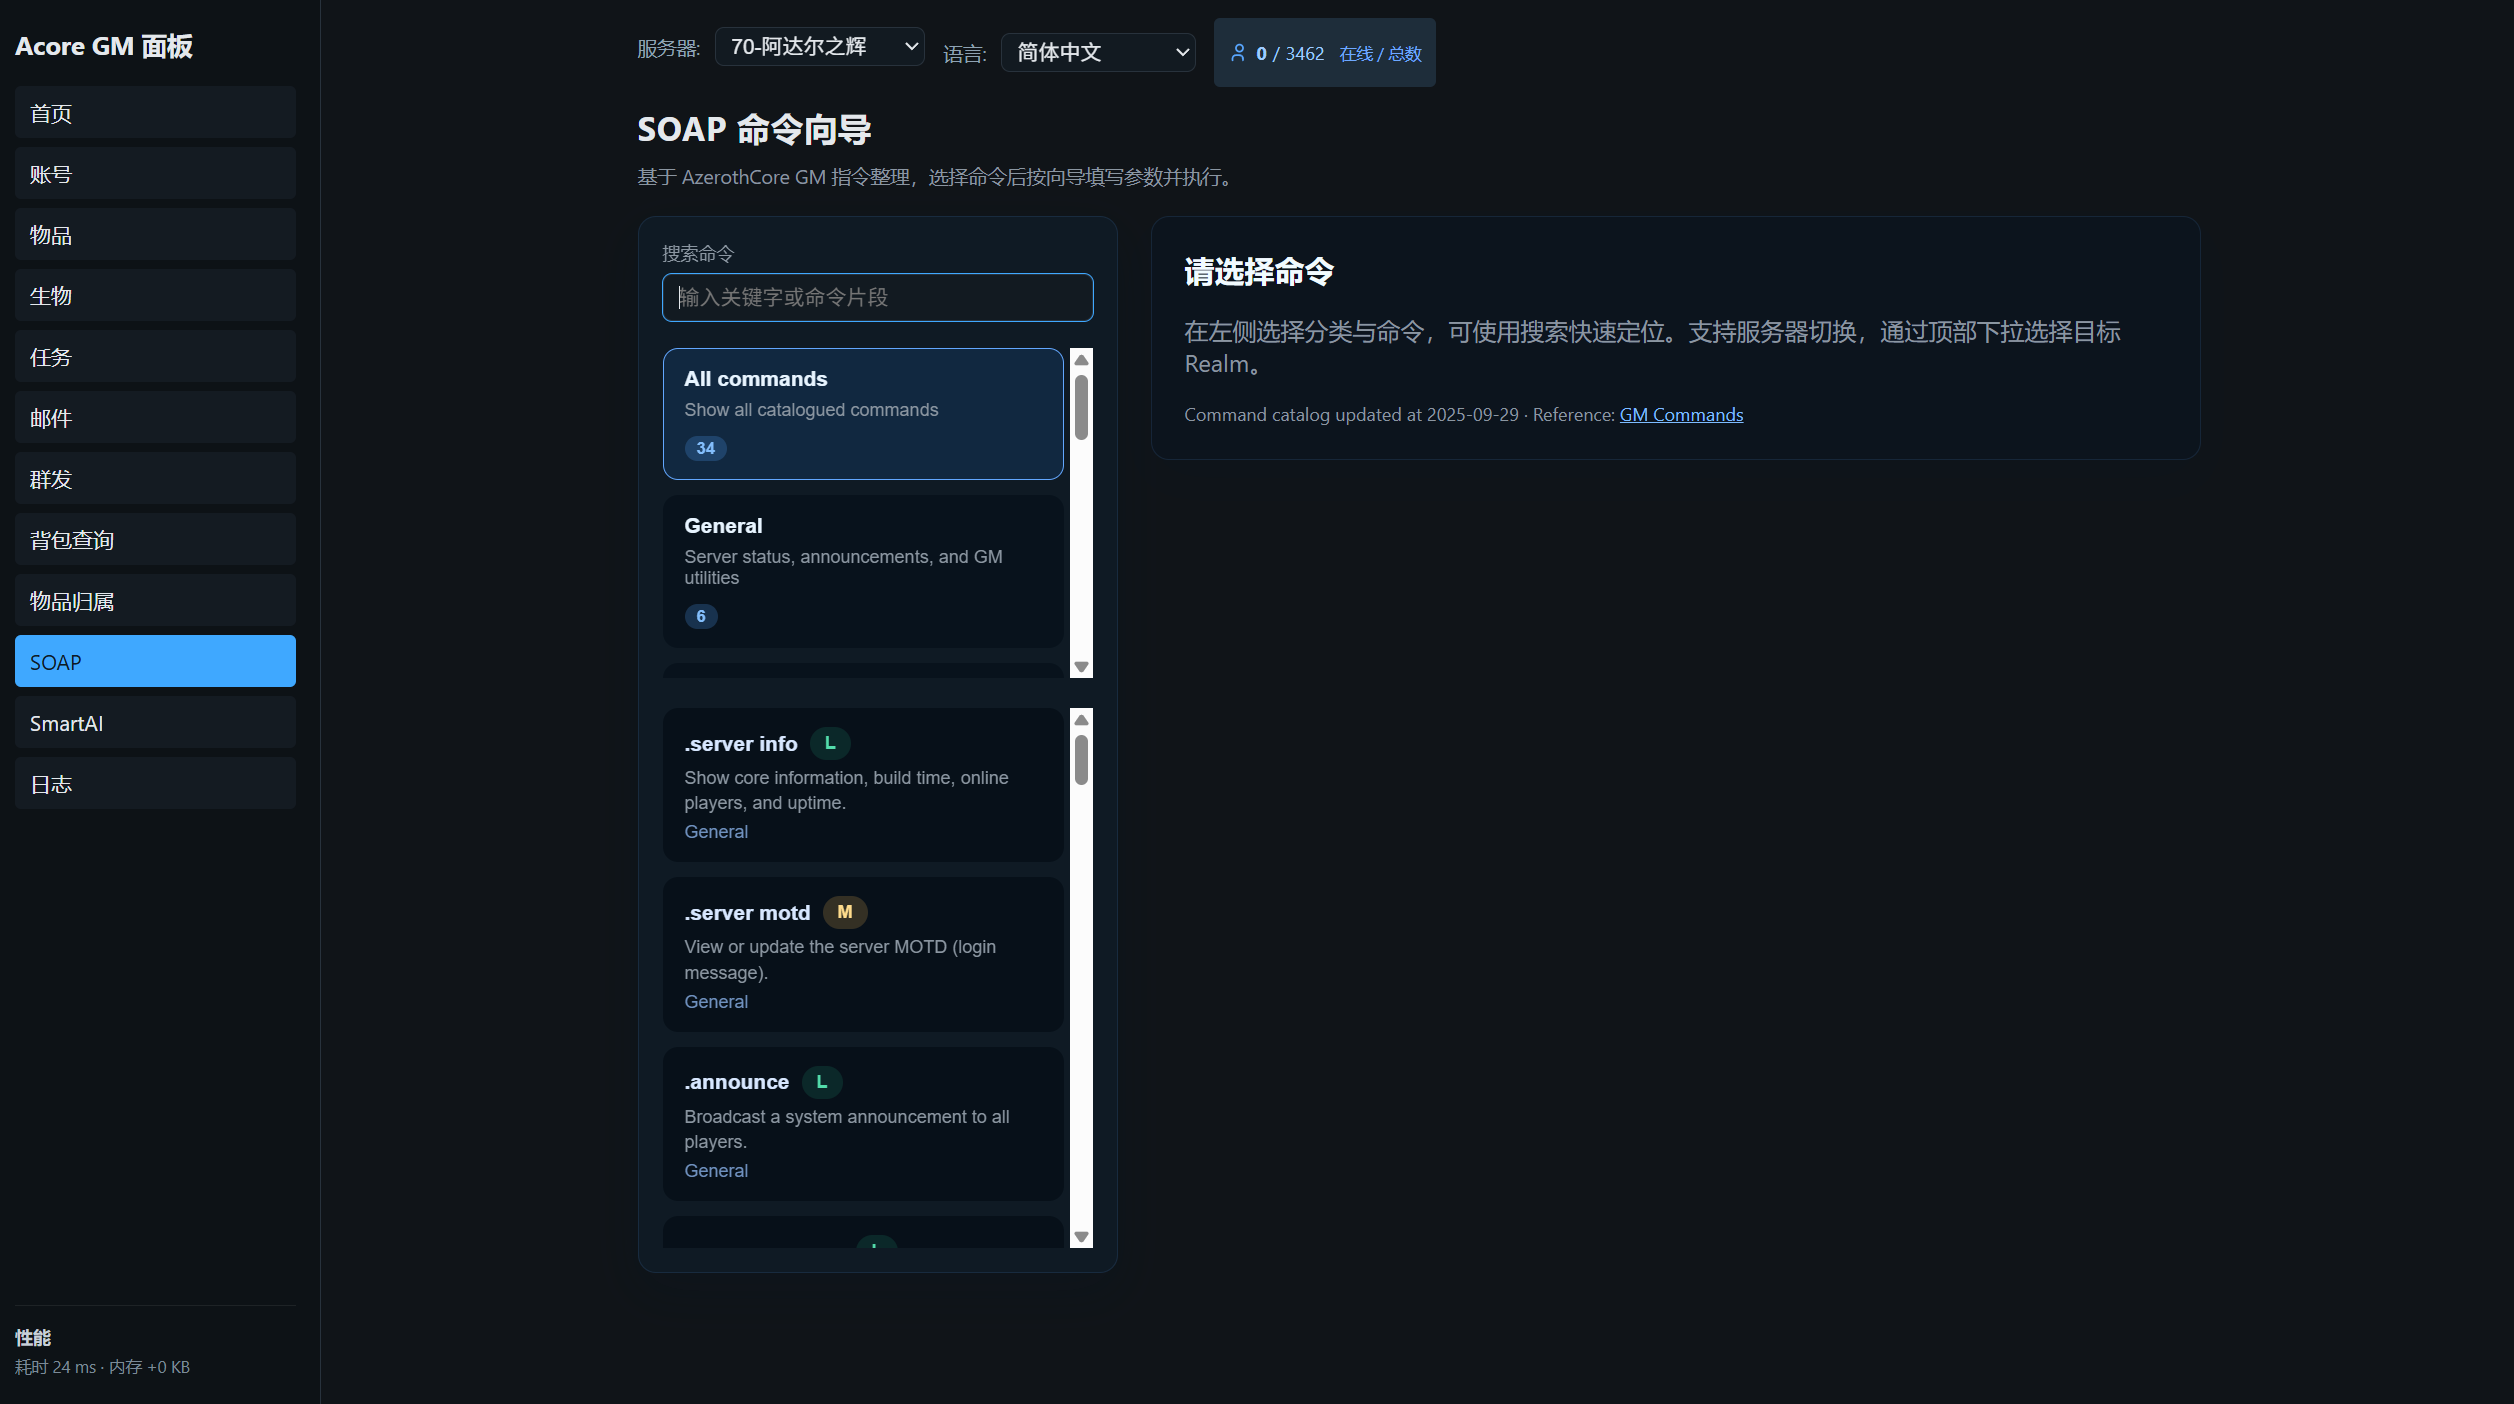 Acore GM 面板
首页
账号
物品
生物
任务
邮件
群发
背包查询
物品归属
SOAP
SmartAI
日志
性能
耗时 24 ms · 内存 +0 KB
服务器: 70-阿达尔之辉 语言: 简体中文 0 / 3462 在线 / 总数
SOAP 命令向导
基于 AzerothCore GM 指令整理，选择命令后按向导填写参数并执行。
搜索命令
输入关键字或命令片段
All commands
Show all catalogued commands
34
General
Server status, announcements, and GM
utilities
6
.server info L
Show core information, build time, online
players, and uptime.
General
.server motd M
View or update the server MOTD (login
message).
General
.announce L
Broadcast a system announcement to all
players.
General
请选择命令
在左侧选择分类与命令，可使用搜索快速定位。支持服务器切换，通过顶部下拉选择目标
Realm。
Command catalog updated at 2025-09-29 · Reference: GM Commands